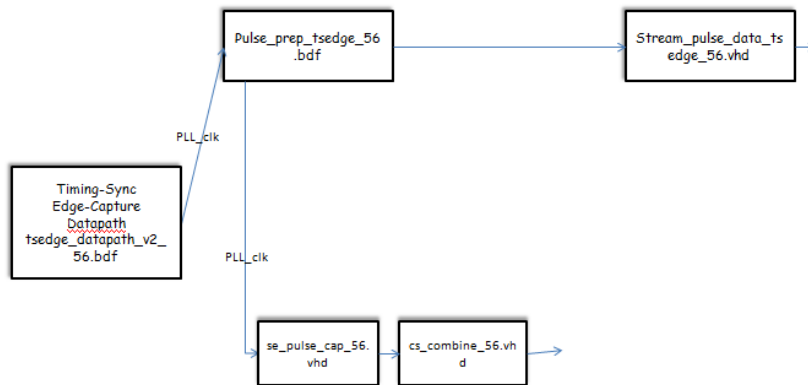 Pulse_prep_tsedge_56
.bdf
Stream_pulse_data_ts
edge_56.vhd
PLL_clk
Timing-Sync
Edge-Capture
Datapath
tsedge_datapath_v2_
56.bdf
PLL_clk
se_pulse_cap_56.
vhd
cs_combine_56.vh
d